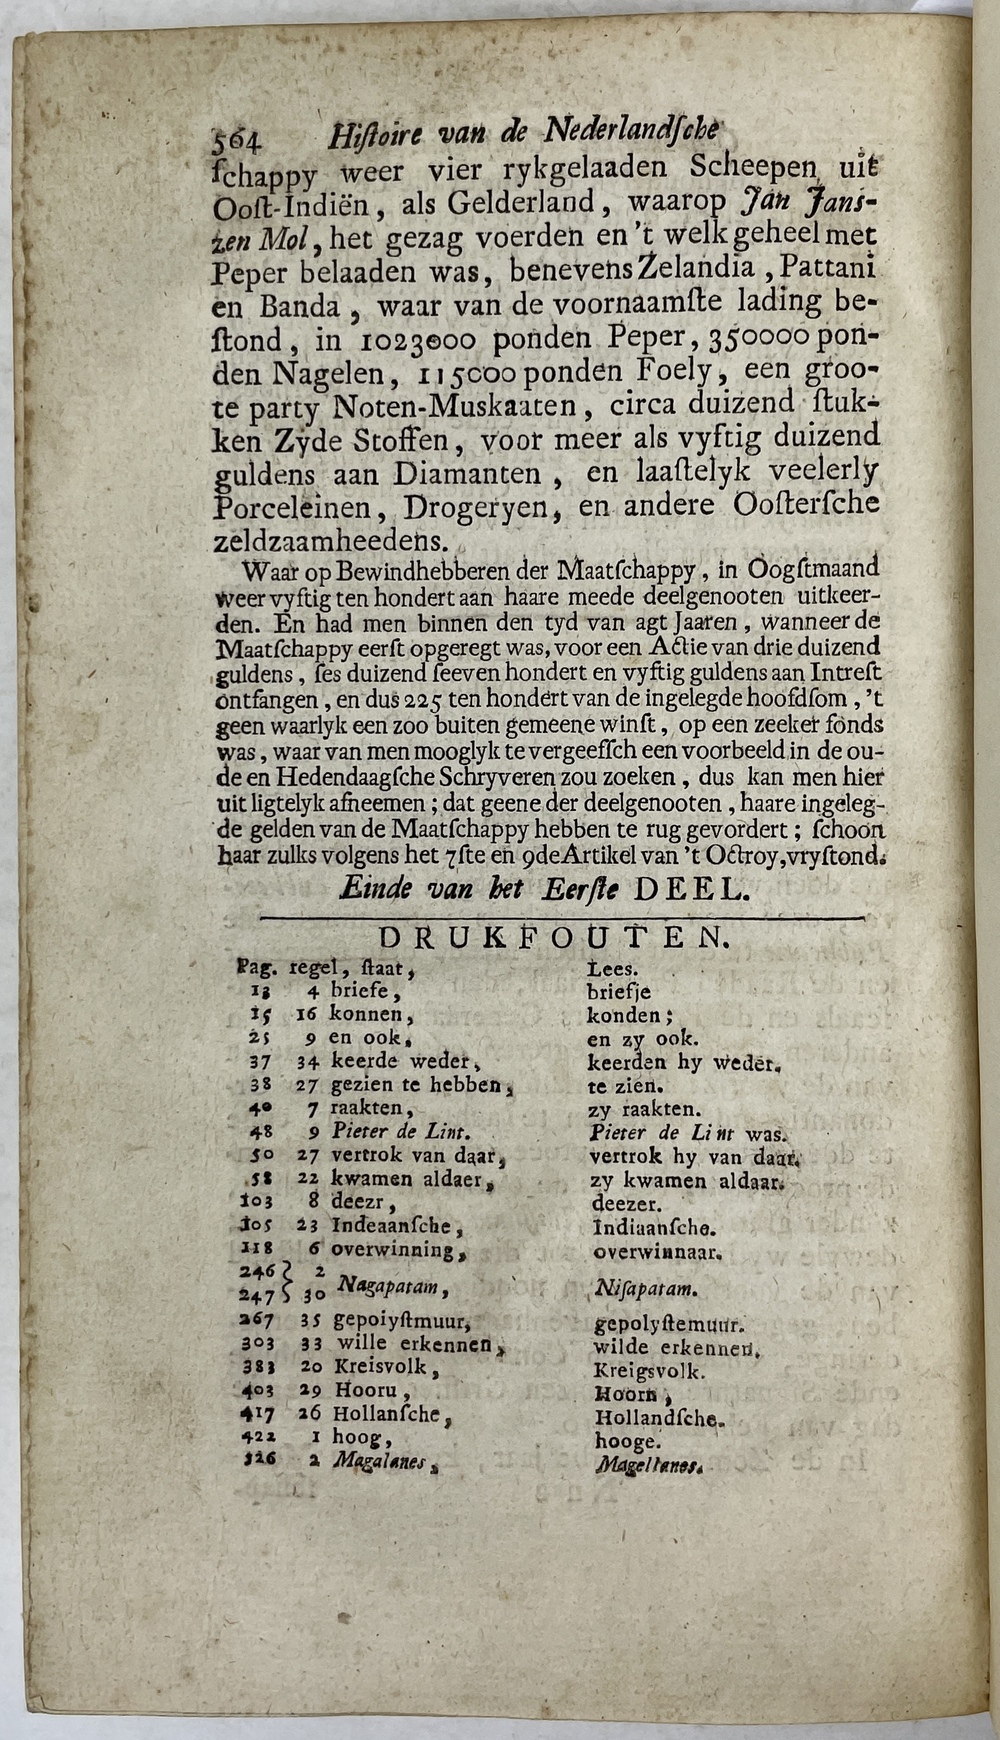 564 Hiſtoire van de Nederlandſche
ſchappy weer vier rykgelaaden Scheepen uit
Ooſt-Indiën, als Gelderland, waarop Jan Jans-
zen Mol, het gezag voerden en 't welk geheel met
Peper belaaden was, benevens Zelandia, Pattani
en Banda, waar van de voornaamſte lading be-
ſtond, in 1023000 ponden Peper, 350000 pon-
den Nagelen, 115000 ponden Foely, een groo-
te party Noten-Muskaaten, circa duizend ſtuk-
ken Zyde Stoffen, voor meer als vyftig duizend
guldens aan Diamanten, en laaſtelyk veelerly
Porceleinen, Drogeryen, en andere Ooſterſche
zeldzaamheedens.
Waar op Bewindhebberen der Maatſchappy, in Oogſtmaand
weer vyftig ten hondert aan haare meede deelgenooten uitkeer-
den. En had men binnen den tyd van agt Jaaren, wanneer de
Maatſchappy eerſt opgeregt was, voor een Actie van drie duizend
guldens, ſes duizend ſeeven hondert en vyftig guldens aan Intreſt
ontfangen, en dus 225 ten hondert van de ingelegde hoofdſom, 't
geen waarlyk een zoo buiten gemeene winſt, op een zeeker fonds
was, waar van men mooglyk te vergeefſch een voorbeeld in de ou-
de en Hedendaagſche Schryveren zou zoeken, dus kan men hier
uit ligtelyk afneemen; dat geene der deelgenooten, haare ingeleg-
de gelden van de Maatſchappy hebben te rug gevordert; ſchoon
haar zulks volgens het 7ſte en 9de Artikel van 't Octroy, vryſtond.
Einde van het Eerſte DEEL.
DRUKFOUTEN.
Pag. regel, ſtaat, Lees.
13 4 briefe, briefje
15 16 konnen, konden;
25 9 en ook, en zy ook.
37 34 keerde weder, keerden hy weder.
38 27 gezien te hebben, te zien.
40 7 raakten, zy raakten.
48 9 Pieter de Lint. Pieter de Lint was.
50 27 vertrok van daar, vertrok hy van daar.
58 22 kwamen aldaer, zy kwamen aldaar.
103 8 deezr, deezer.
105 23 Indeaanſche, Indiaanſche.
118 6 overwinning, overwinnaar.
246 } 2
Nagapatam, Niſapatam.
247 } 30
267 35 gepoiyſtmuur, gepolyſtemuur.
303 33 wille erkennen, wilde erkennen.
383 20 Kreisvolk, Kreigsvolk.
403 29 Hooru, Hoorn,
417 26 Hollanſche, Hollandſche.
422 1 hoog, hooge.
326 2 Magalanes, Magellanes.